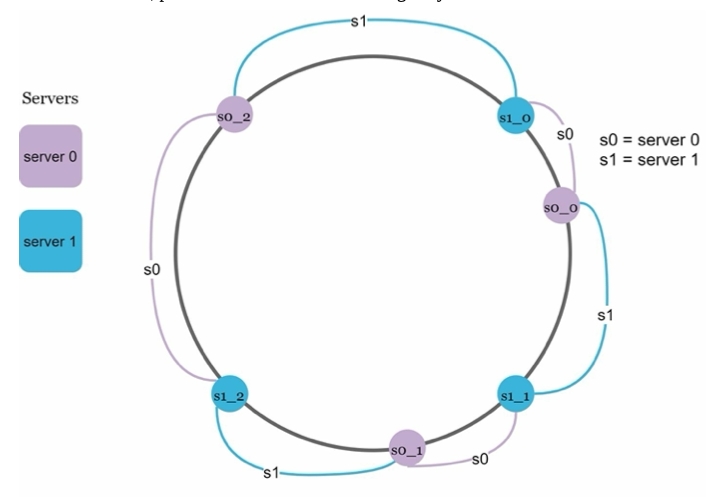 s1
Servers
s0_2
s1_0
s0
s0 = server 0
s1 = server 1
server 0
s0_0
server 1
s0
s1
s1_2
s1_1
s0_1
s0
s1